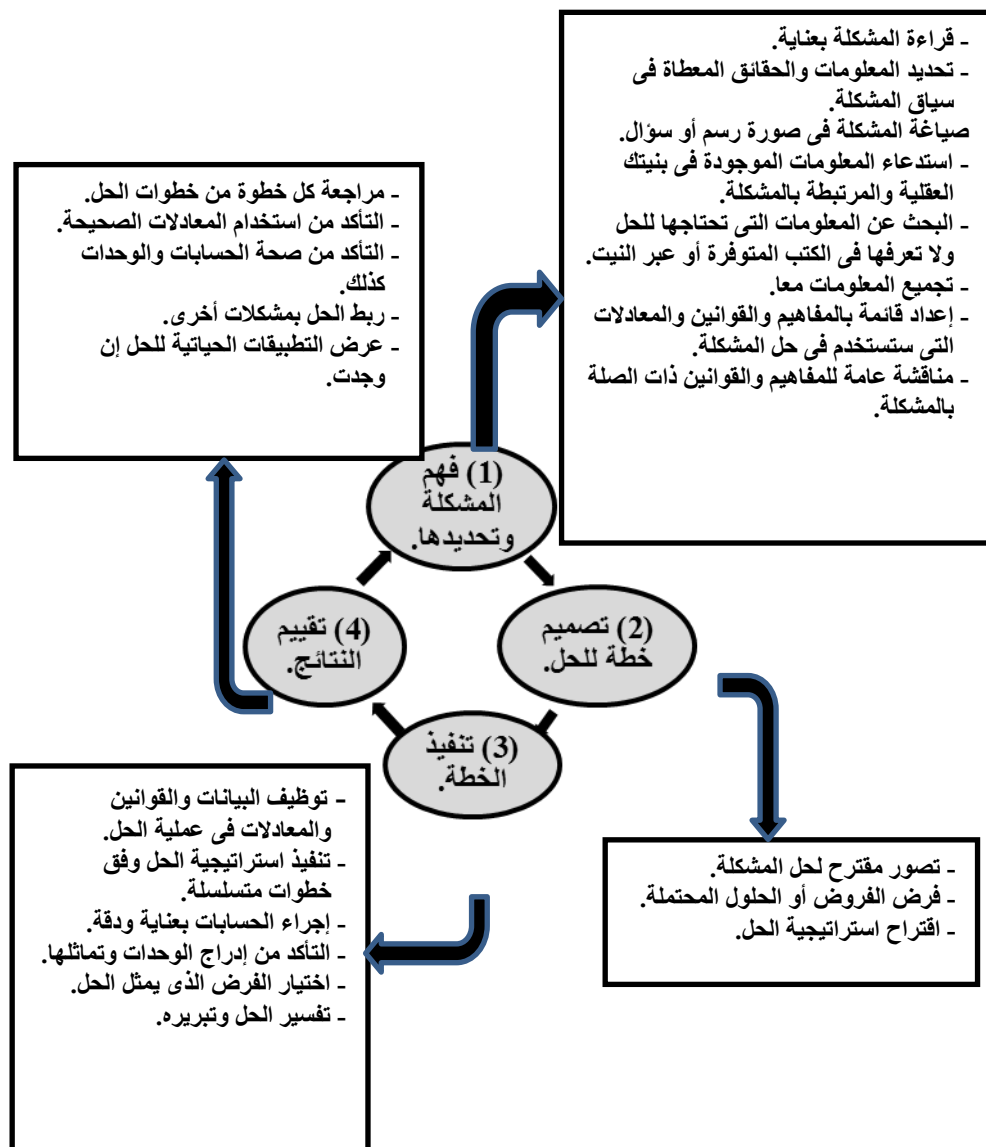 - قراءة المشكلة بعناية.
- تحديد المعلومات والحقائق المعطاة فى
سياق المشكلة.
صياغة المشكلة فى صورة رسم أو سؤال.
- استدعاء المعلومات الموجودة فى بنيتك
العقلية والمرتبطة بالمشكلة.
- البحث عن المعلومات التى تحتاجها للحل
ولا تعرفها فى الكتب المتوفرة أو عبر النيت.
- تجميع المعلومات معا.
- إعداد قائمة بالمفاهيم والقوانين والمعادلات
التى ستستخدم فى حل المشكلة.
- مناقشة عامة للمفاهيم والقوانين ذات الصلة
بالمشكلة.
- مراجعة كل خطوة من خطوات الحل.
- التأكد من استخدام المعادلات الصحيحة.
- التأكد من صحة الحسابات والوحدات
كذلك.
- ربط الحل بمشكلات أخرى.
- عرض التطبيقات الحياتية للحل إن
وجدت.
(1) فهم
المشكلة
وتحديدها.
(2) تصميم
خطة للحل.
(4) تقييم
النتائج.
(3) تنفيذ
الخطة.
- توظيف البيانات والقوانين
والمعادلات فى عملية الحل.
- تنفيذ استراتيجية الحل وفق
خطوات متسلسلة.
- إجراء الحسابات بعناية ودقة.
- التأكد من إدراج الوحدات وتماثلها.
- اختيار الفرض الذى يمثل الحل.
- تفسير الحل وتبريره.
- تصور مقترح لحل المشكلة.
- فرض الفروض أو الحلول المحتملة.
- اقتراح استراتيجية الحل.